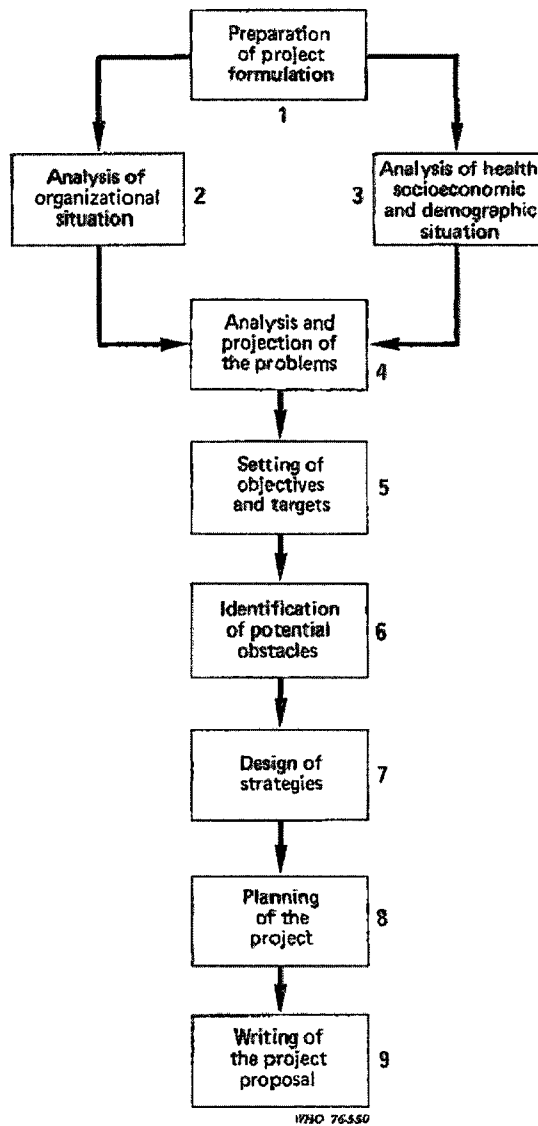 Preparation
of project
formulation
1
Analysis of
organizational
situation
2
3
Analysis of health
socioeconomic
and demographic
situation
Analysis and
projection of
the problems
4
Setting of
objectives
and targets
5
Identification
of potential
obstacles
6
Design of
strategies
7
Planning
of the
project
8
Writing of
the project
proposal
9
WHO 76550